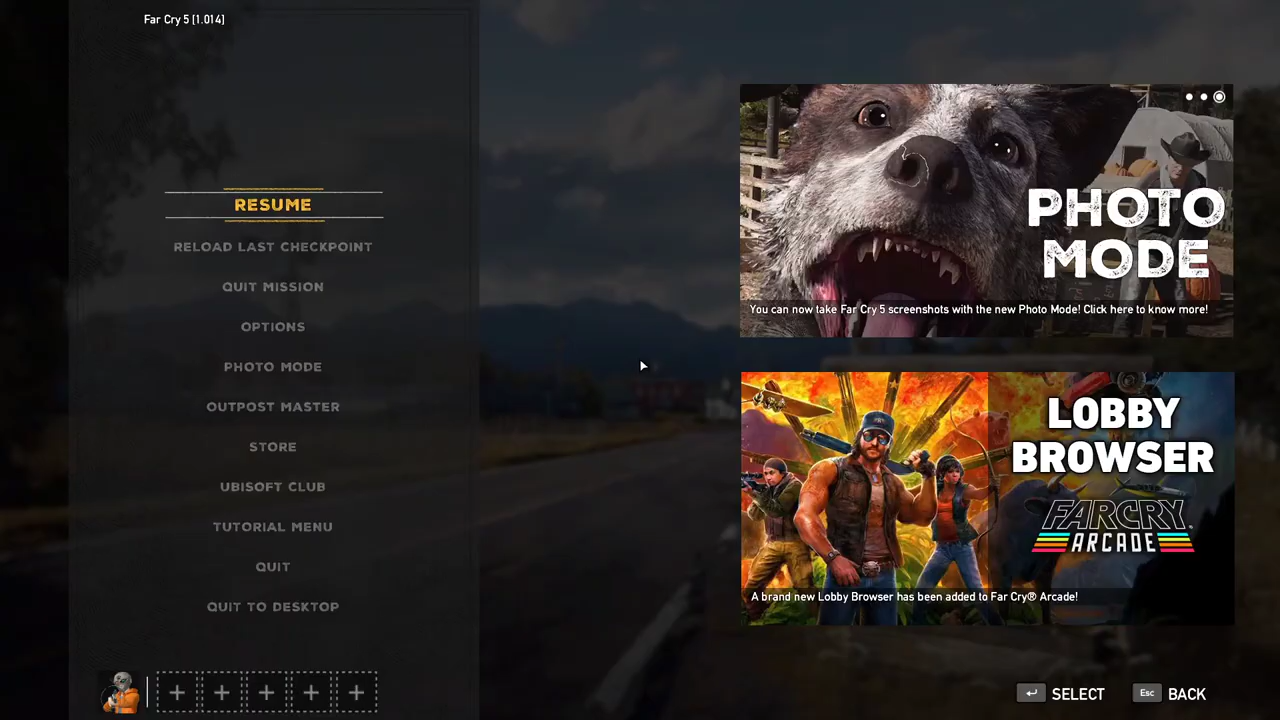 Far Cry 5 [1.014]
RESUME
RELOAD LAST CHECKPOINT
QUIT MISSION
OPTIONS
PHOTO MODE
OUTPOST MASTER
STORE
UBISOFT CLUB
TUTORIAL MENU
QUIT
QUIT TO DESKTOP
PHOTO
MODE
You can now take Far Cry 5 screenshots with the new Photo Mode! Click here to know more!
LOBBY
BROWSER
FARCRY
ARCADE
A brand new Lobby Browser has been added to Far Cry® Arcade!
SELECT
Esc BACK